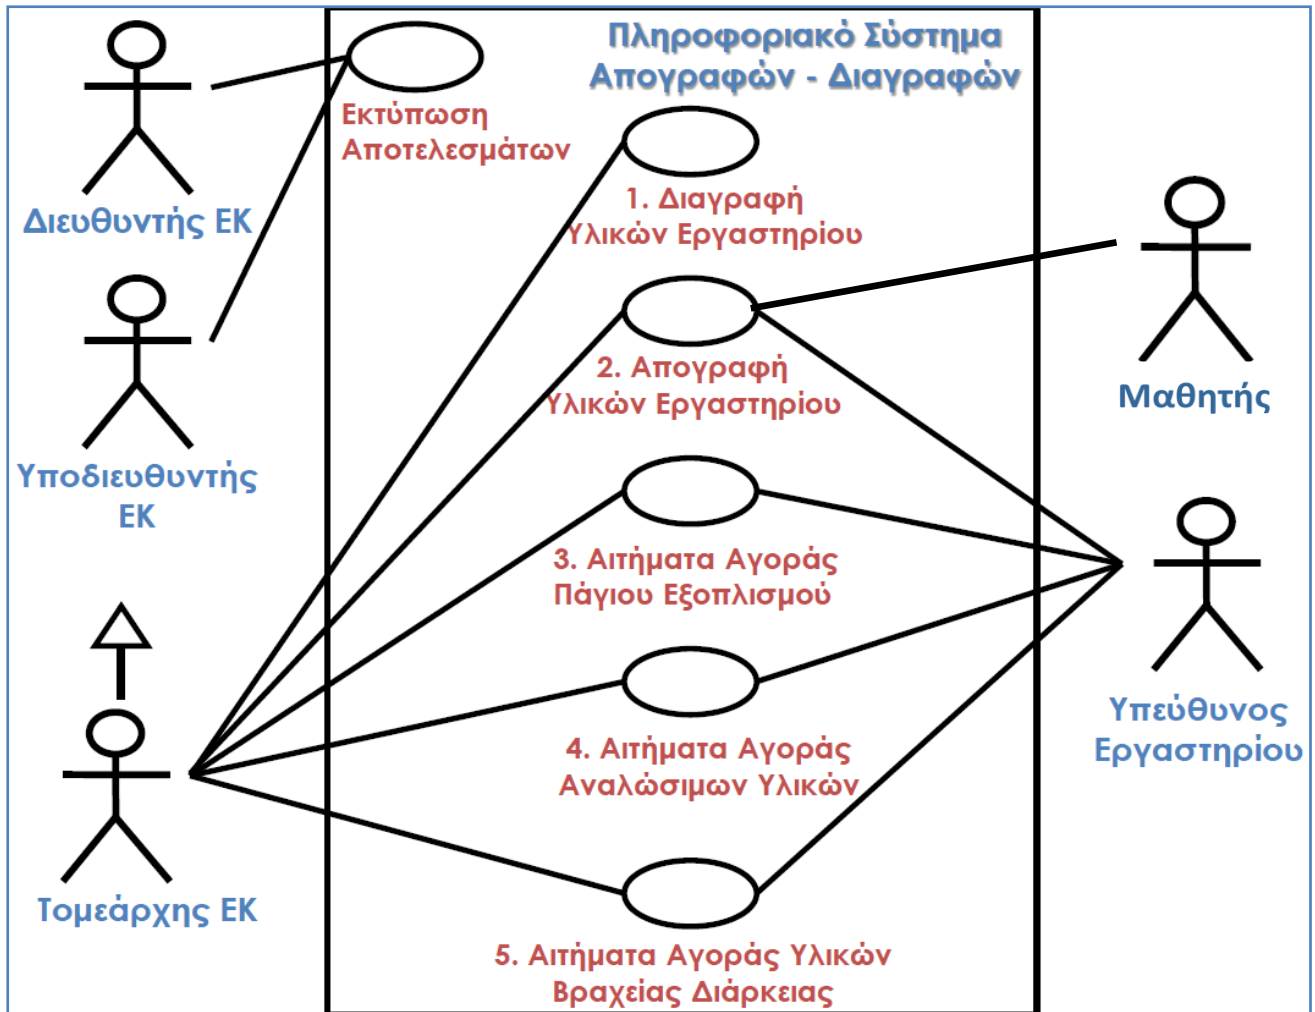 Πληροφοριακό Σύστημα
Απογραφών - Διαγραφών
Εκτύπωση
Αποτελεσμάτων
Διευθυντής ΕΚ
1. Διαγραφή
Υλικών Εργαστηρίου
Μαθητής
2. Απογραφή
Υλικών Εργαστηρίου
Υποδιευθυντής
ΕΚ
3. Αιτήματα Αγοράς
Πάγιου Εξοπλισμού
Υπεύθυνος
Εργαστηρίου
4. Αιτήματα Αγοράς
Αναλώσιμων Υλικών
Τομεάρχης ΕΚ
5. Αιτήματα Αγοράς Υλικών
Βραχείας Διάρκειας